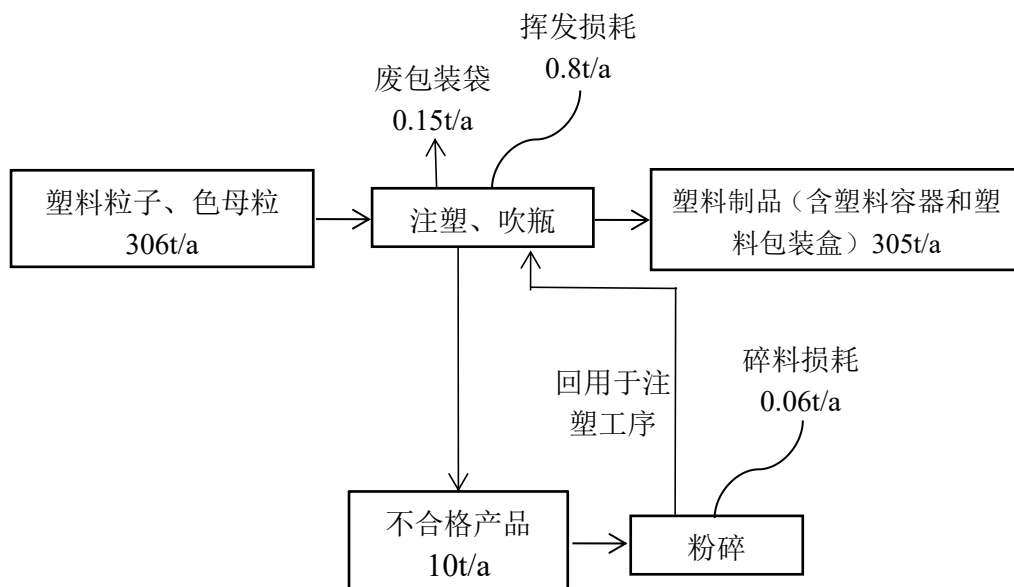 挥发损耗
0.8t/a
废包装袋
0.15t/a
塑料粒子、色母粒
306t/a
注塑、吹瓶
塑料制品（含塑料容器和塑
料包装盒）305t/a
回用于注
塑工序
碎料损耗
0.06t/a
不合格产品
10t/a
粉碎